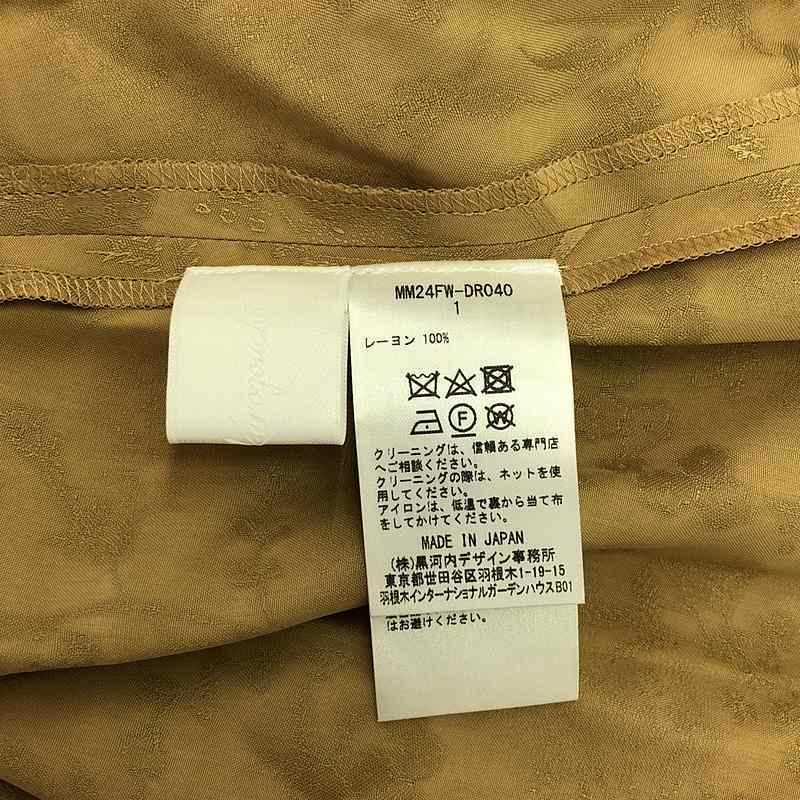 MM24FW-DR040
1
レーヨン 100%
F
W
クリーニングは、信頼ある専門店
へご相談ください。
クリーニングの際は、ネットを使
用してください。
アイロンは、低温で裏から当て布
をしてかけてください。
MADE IN JAPAN
(株)黒河内デザイン事務所
東京都世田谷区羽根木1-19-15
羽根木インターナショナルガーデンハウスB01
はお避けください。